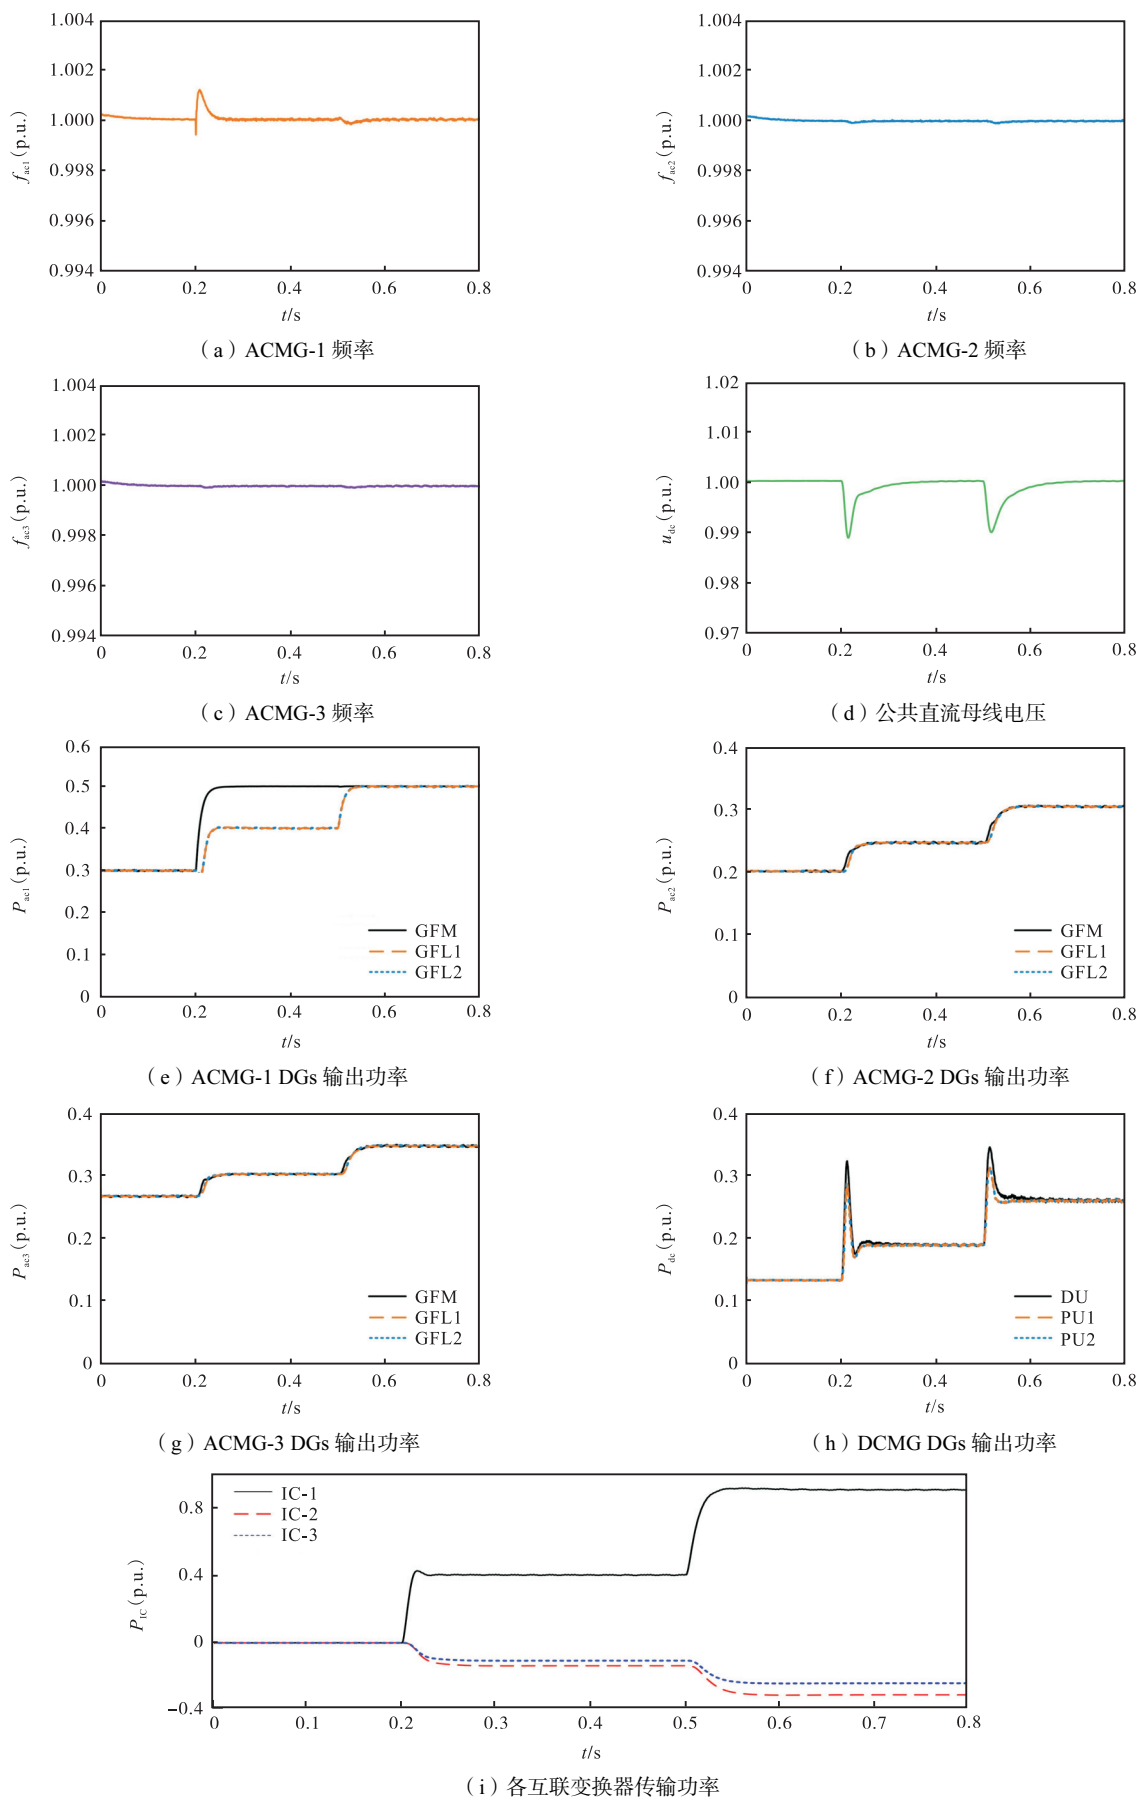 1.004
1.002
1.000
0.998
0.996
0.994
f_ac1(p.u.)
0 0.2 0.4 0.6 0.8
t/s
（a）ACMG-1 频率
1.004
1.002
1.000
0.998
0.996
0.994
f_ac2(p.u.)
0 0.2 0.4 0.6 0.8
t/s
（b）ACMG-2 频率
1.004
1.002
1.000
0.998
0.996
0.994
f_ac3(p.u.)
0 0.2 0.4 0.6 0.8
t/s
（c）ACMG-3 频率
1.02
1.01
1.00
0.99
0.98
0.97
u_dc(p.u.)
0 0.2 0.4 0.6 0.8
t/s
（d）公共直流母线电压
0.6
0.5
0.4
0.3
0.2
0.1
0
P_ac1(p.u.)
GFM
GFL1
GFL2
0 0.2 0.4 0.6 0.8
t/s
（e）ACMG-1 DGs 输出功率
0.4
0.3
0.2
0.1
0
P_ac2(p.u.)
GFM
GFL1
GFL2
0 0.2 0.4 0.6 0.8
t/s
（f）ACMG-2 DGs 输出功率
0.4
0.3
0.2
0.1
0
P_ac3(p.u.)
GFM
GFL1
GFL2
0 0.2 0.4 0.6 0.8
t/s
（g）ACMG-3 DGs 输出功率
0.4
0.3
0.2
0.1
0
P_dc(p.u.)
DU
PU1
PU2
0 0.2 0.4 0.6 0.8
t/s
（h）DCMG DGs 输出功率
0.8
0.4
0
−0.4
P_IC(p.u.)
IC-1
IC-2
IC-3
0 0.1 0.2 0.3 0.4 0.5 0.6 0.7 0.8
t/s
（i）各互联变换器传输功率